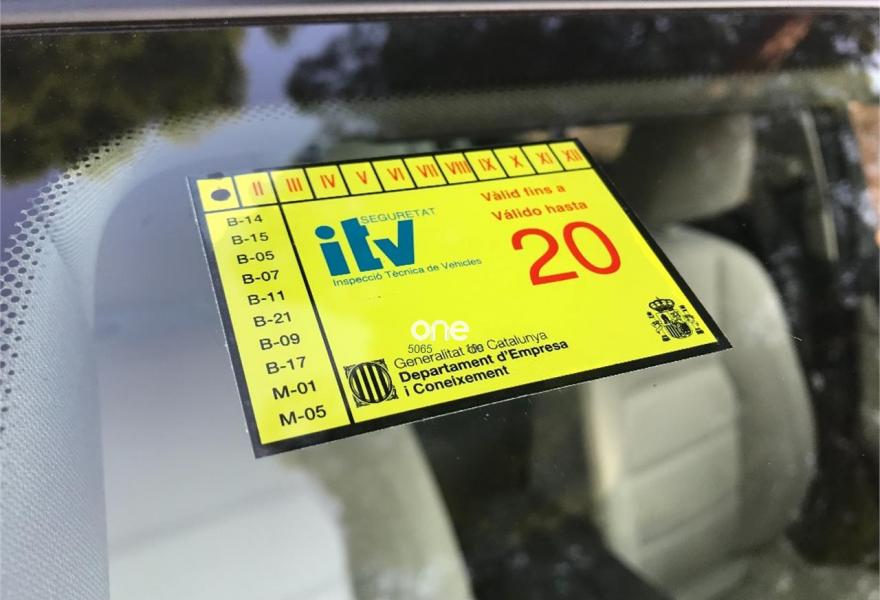 II III IV V VI VII VIII IX X XI XII
B-14
B-15
B-05
B-07
B-11
B-21
B-09
B-17
M-01
M-05
SEGURETAT
itv
Inspecció Tècnica de Vehicles
Vàlid fins a
Válido hasta
20
one
5065
Generalitat de Catalunya
Departament d'Empresa
i Coneixement